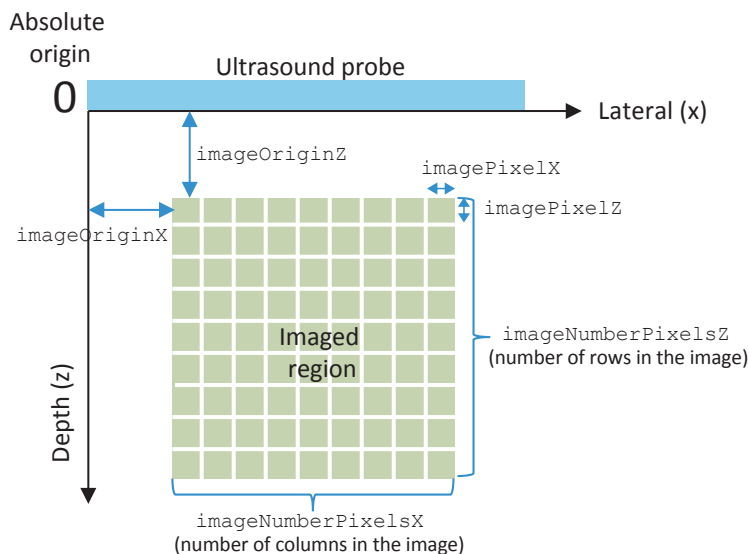 Absolute
origin
Ultrasound probe
0
Lateral (x)
imageOriginZ
imagePixelX
imagePixelZ
imageOriginX
Imaged
region
imageNumberPixelsZ
(number of rows in the image)
Depth (z)
imageNumberPixelsX
(number of columns in the image)